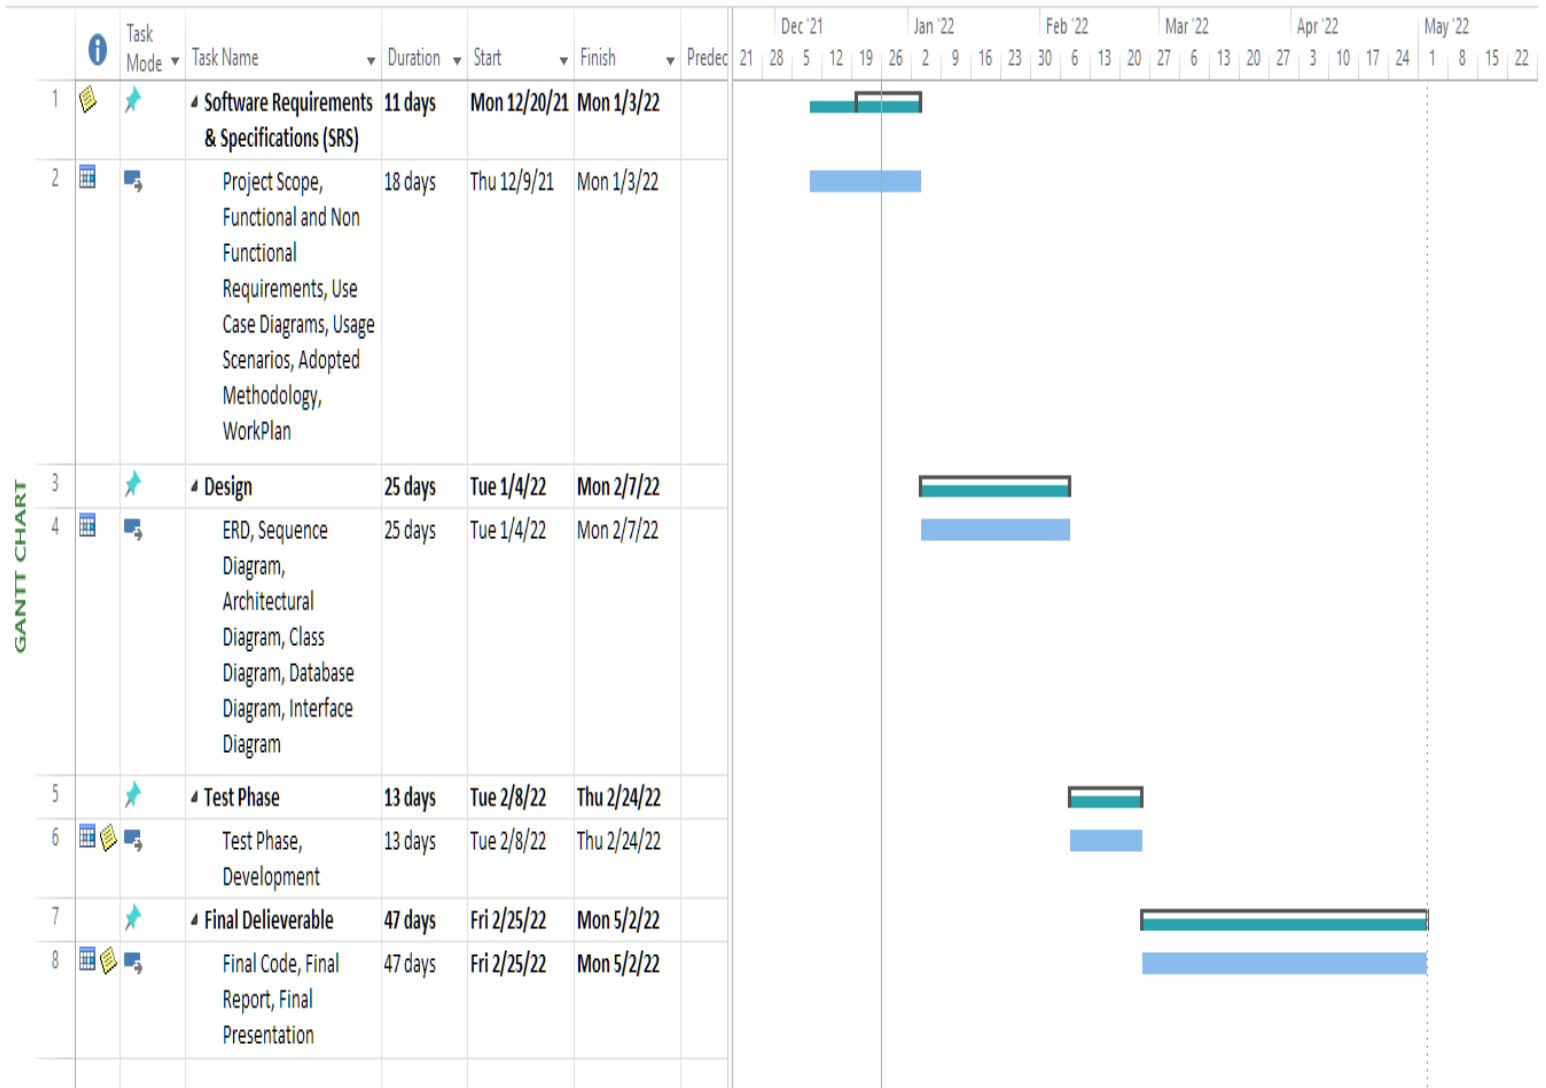 GANTT CHART
Task Mode Task Name Duration Start Finish Predec
Dec '21 Jan '22 Feb '22 Mar '22 Apr '22 May '22
21 28 5 12 19 26 2 9 16 23 30 6 13 20 27 6 13 20 27 3 10 17 24 1 8 15 22
1 Software Requirements 11 days Mon 12/20/21 Mon 1/3/22
& Specifications (SRS)
2 Project Scope, 18 days Thu 12/9/21 Mon 1/3/22
Functional and Non
Functional
Requirements, Use
Case Diagrams, Usage
Scenarios, Adopted
Methodology,
WorkPlan
3 Design 25 days Tue 1/4/22 Mon 2/7/22
4 ERD, Sequence 25 days Tue 1/4/22 Mon 2/7/22
Diagram,
Architectural
Diagram, Class
Diagram, Database
Diagram, Interface
Diagram
5 Test Phase 13 days Tue 2/8/22 Thu 2/24/22
6 Test Phase, 13 days Tue 2/8/22 Thu 2/24/22
Development
7 Final Delieverable 47 days Fri 2/25/22 Mon 5/2/22
8 Final Code, Final 47 days Fri 2/25/22 Mon 5/2/22
Report, Final
Presentation